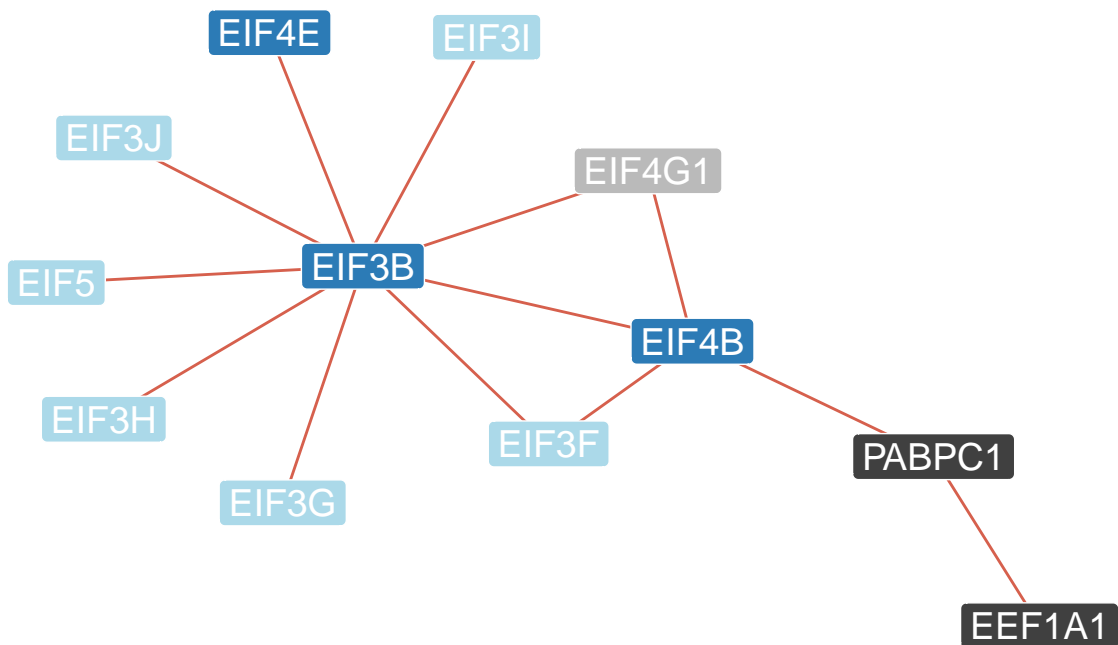 EIF4E
EIF3I
EIF3J
EIF4G1
EIF3B
EIF5
EIF4B
EIF3H
EIF3F
PABPC1
EIF3G
EEF1A1